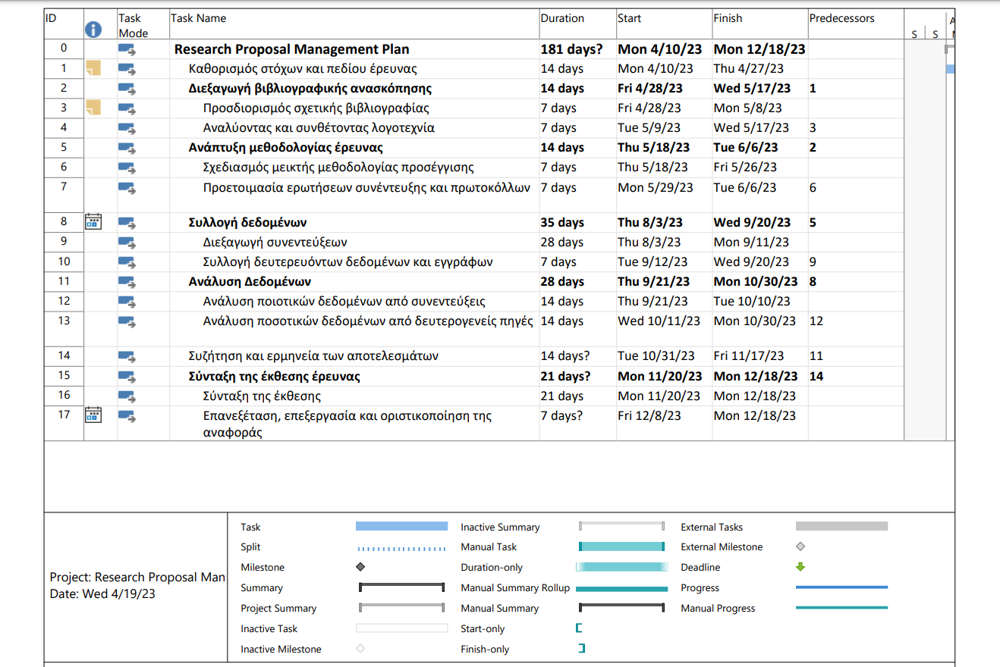 ID Task Mode Task Name Duration Start Finish Predecessors S S
0 Research Proposal Management Plan 181 days? Mon 4/10/23 Mon 12/18/23
1 Καθορισμός στόχων και πεδίου έρευνας 14 days Mon 4/10/23 Thu 4/27/23
2 Διεξαγωγή βιβλιογραφικής ανασκόπησης 14 days Fri 4/28/23 Wed 5/17/23 1
3 Προσδιορισμός σχετικής βιβλιογραφίας 7 days Fri 4/28/23 Mon 5/8/23
4 Αναλύοντας και συνθέτοντας λογοτεχνία 7 days Tue 5/9/23 Wed 5/17/23 3
5 Ανάπτυξη μεθοδολογίας έρευνας 14 days Thu 5/18/23 Tue 6/6/23 2
6 Σχεδιασμός μεικτής μεθοδολογίας προσέγγισης 7 days Thu 5/18/23 Fri 5/26/23
7 Προετοιμασία ερωτήσεων συνέντευξης και πρωτοκόλλων 7 days Mon 5/29/23 Tue 6/6/23 6
8 Συλλογή δεδομένων 35 days Thu 8/3/23 Wed 9/20/23 5
9 Διεξαγωγή συνεντεύξεων 28 days Thu 8/3/23 Mon 9/11/23
10 Συλλογή δευτερευόντων δεδομένων και εγγράφων 7 days Tue 9/12/23 Wed 9/20/23 9
11 Ανάλυση Δεδομένων 28 days Thu 9/21/23 Mon 10/30/23 8
12 Ανάλυση ποιοτικών δεδομένων από συνεντεύξεις 14 days Thu 9/21/23 Tue 10/10/23
13 Ανάλυση ποσοτικών δεδομένων από δευτερογενείς πηγές 14 days Wed 10/11/23 Mon 10/30/23 12
14 Συζήτηση και ερμηνεία των αποτελεσμάτων 14 days? Tue 10/31/23 Fri 11/17/23 11
15 Σύνταξη της έκθεσης έρευνας 21 days? Mon 11/20/23 Mon 12/18/23 14
16 Σύνταξη της έκθεσης 21 days Mon 11/20/23 Mon 12/18/23
17 Επανεξέταση, επεξεργασία και οριστικοποίηση της 7 days? Fri 12/8/23 Mon 12/18/23
αναφοράς
Project: Research Proposal Man
Date: Wed 4/19/23
Task Inactive Summary External Tasks
Split Manual Task External Milestone
Milestone Duration-only Deadline
Summary Manual Summary Rollup Progress
Project Summary Manual Summary Manual Progress
Inactive Task Start-only
Inactive Milestone Finish-only